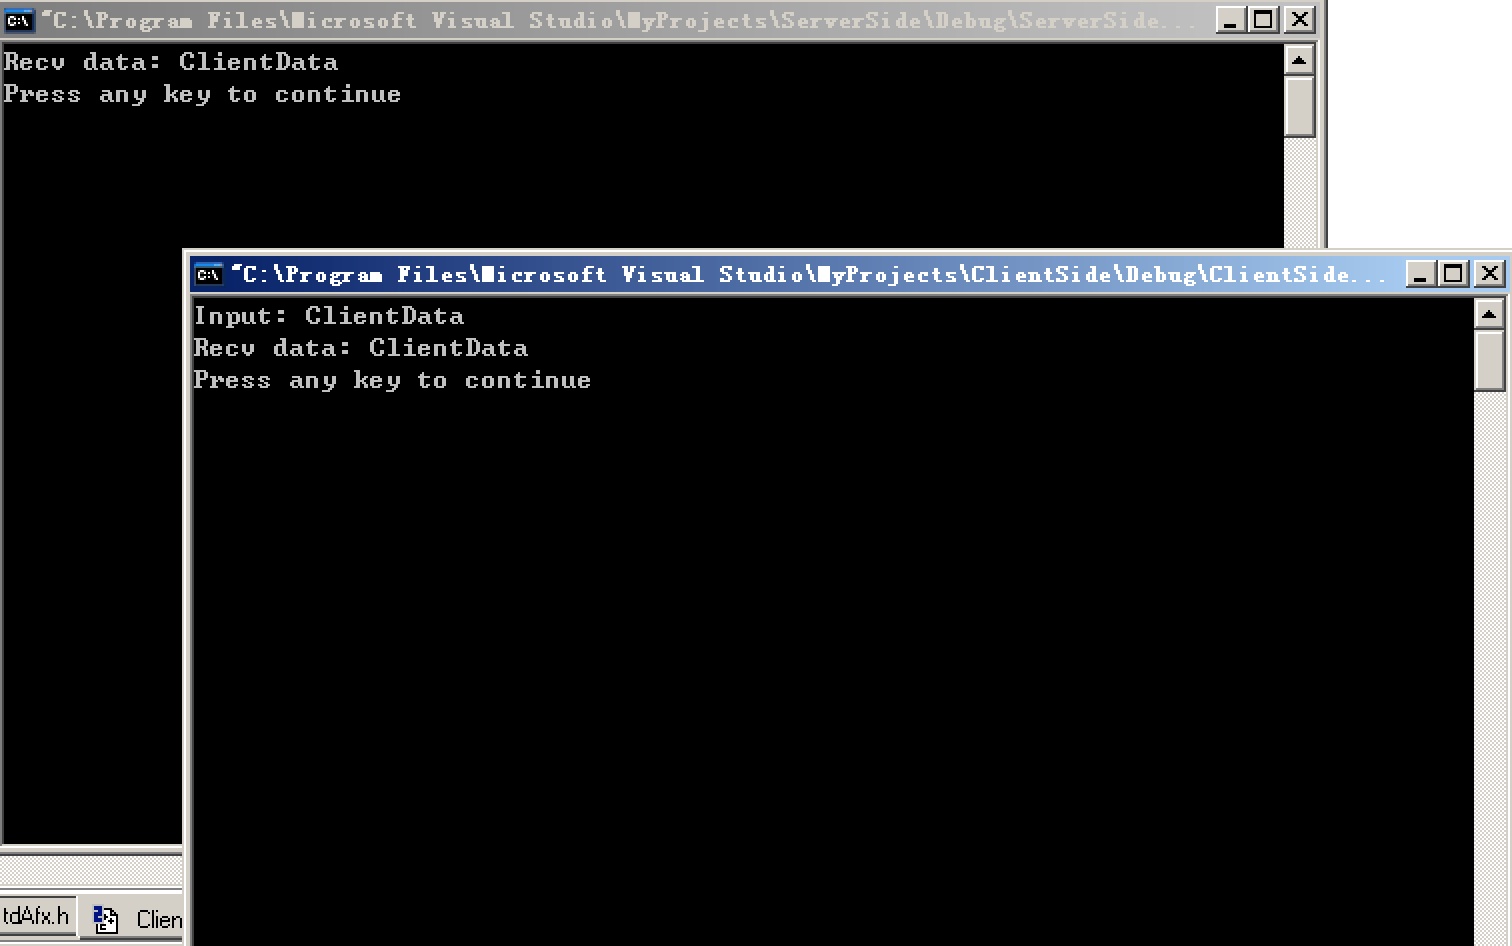 "C:\Program Files\Microsoft Visual Studio\MyProjects\ServerSide\Debug\ServerSide...
Recv data: ClientData
Press any key to continue
"C:\Program Files\Microsoft Visual Studio\MyProjects\ClientSide\Debug\ClientSide...
Input: ClientData
Recv data: ClientData
Press any key to continue
tdAfx.h
Clien